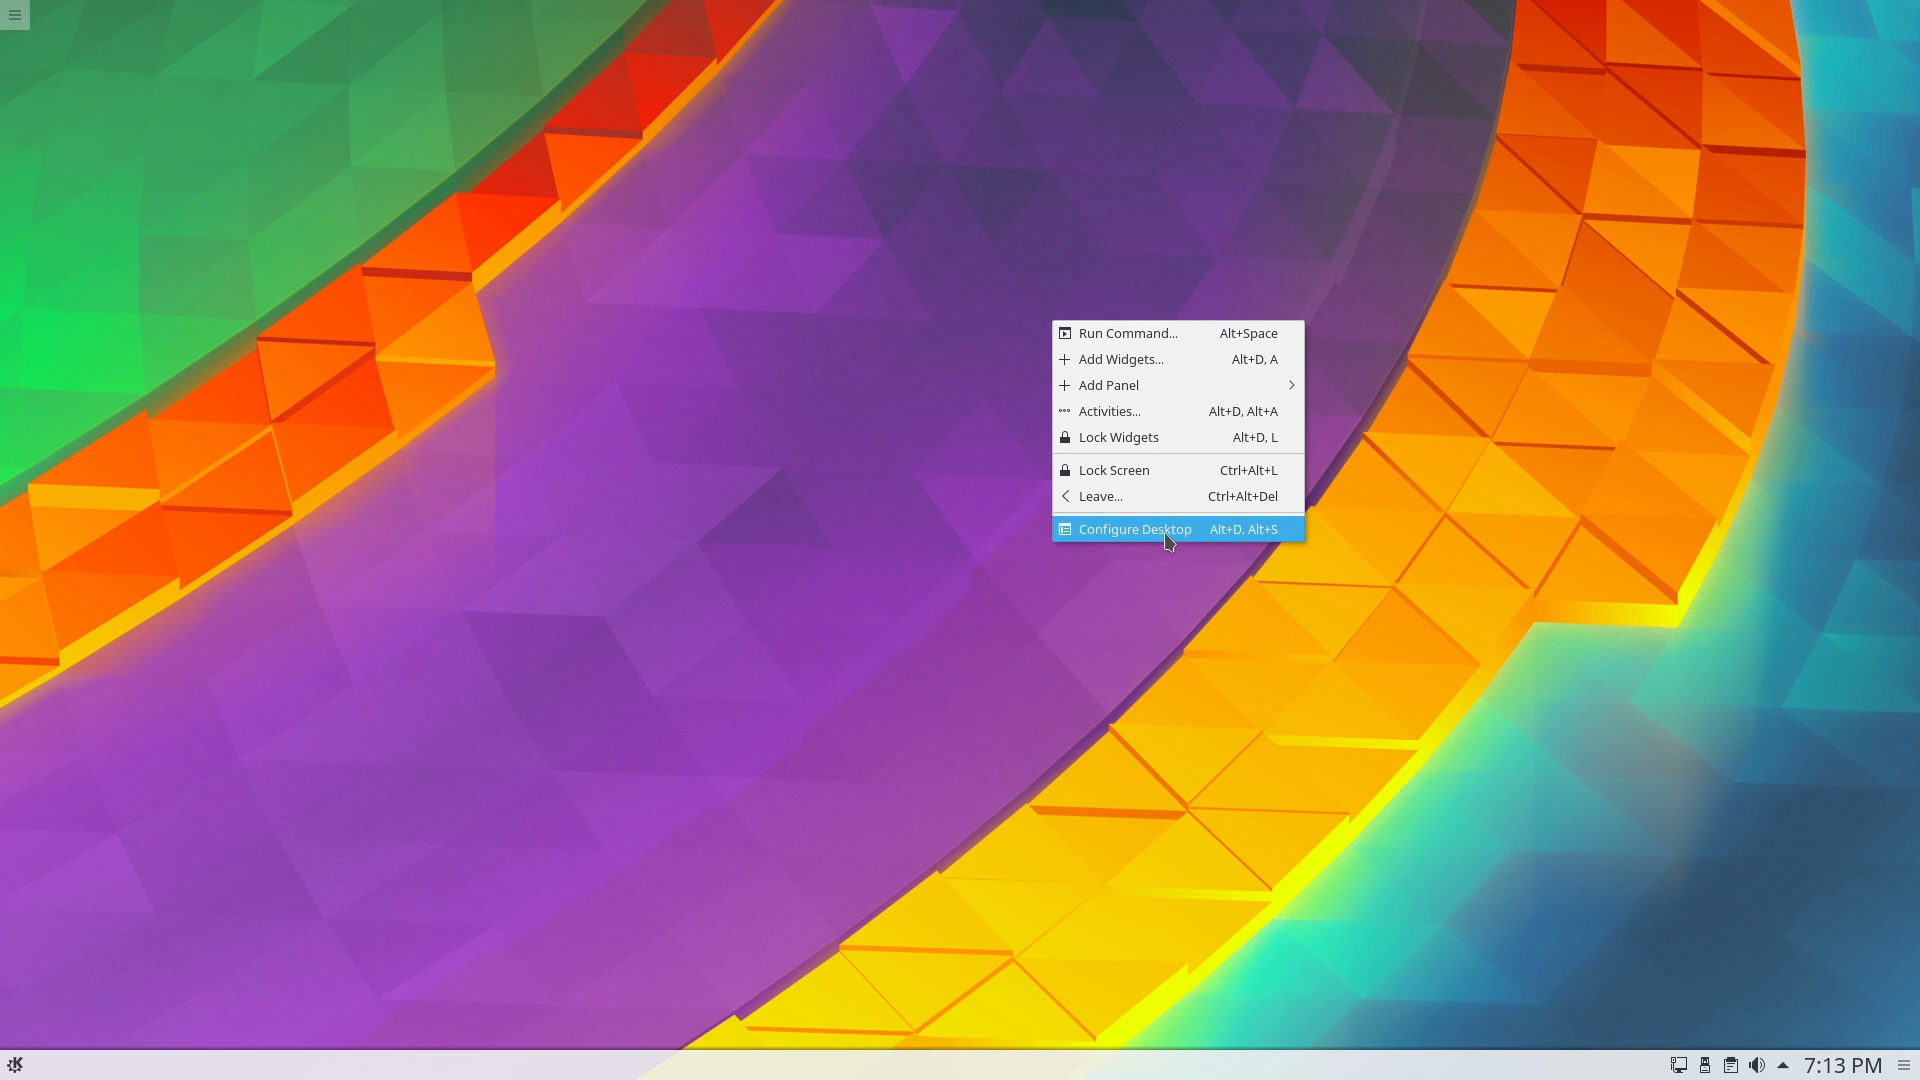 Run Command... Alt+Space
Add Widgets... Alt+D, A
Add Panel
Activities... Alt+D, Alt+A
Lock Widgets Alt+D, L
Lock Screen Ctrl+Alt+L
Leave... Ctrl+Alt+Del
Configure Desktop Alt+D, Alt+S
7:13 PM